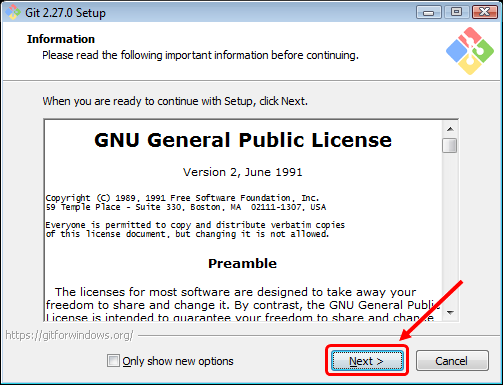 Git 2.27.0 Setup
Information
Please read the following important information before continuing.
When you are ready to continue with Setup, click Next.
GNU General Public License
Version 2, June 1991
Copyright (C) 1989, 1991 Free Software Foundation, Inc.
59 Temple Place - Suite 330, Boston, MA 02111-1307, USA
Everyone is permitted to copy and distribute verbatim copies
of this license document, but changing it is not allowed.
Preamble
The licenses for most software are designed to take away your
freedom to share and change it. By contrast, the GNU General Public
License is intended to guarantee your freedom to share and change
https://gitforwindows.org/
Only show new options
Next >
Cancel